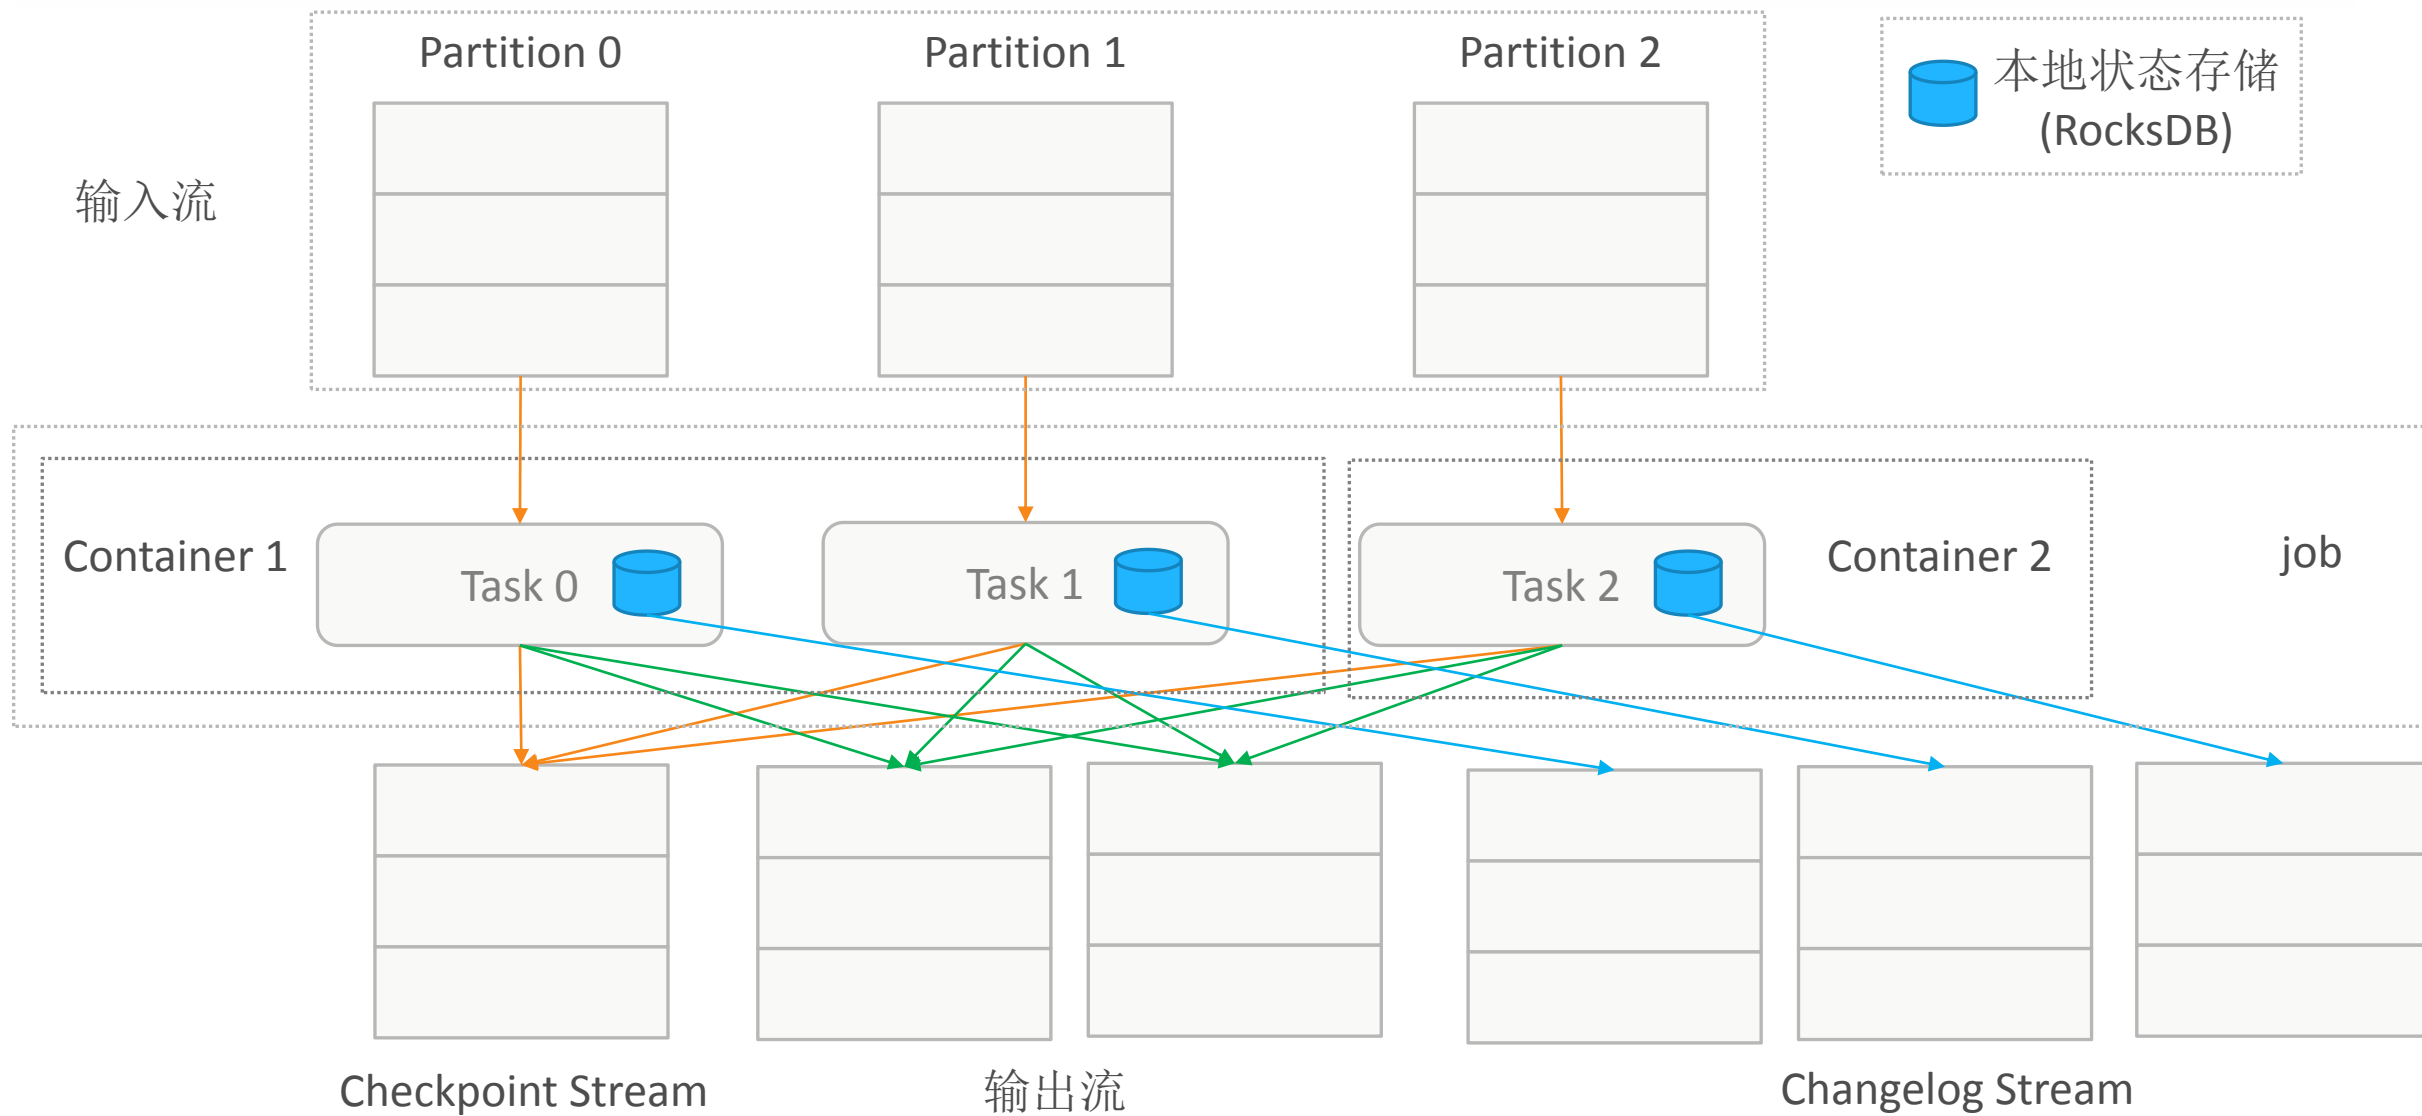 Partition 0
Partition 1
Partition 2
本地状态存储
(RocksDB)
输入流
Container 1
Task 0
Task 1
Task 2
Container 2
job
Checkpoint Stream
输出流
Changelog Stream